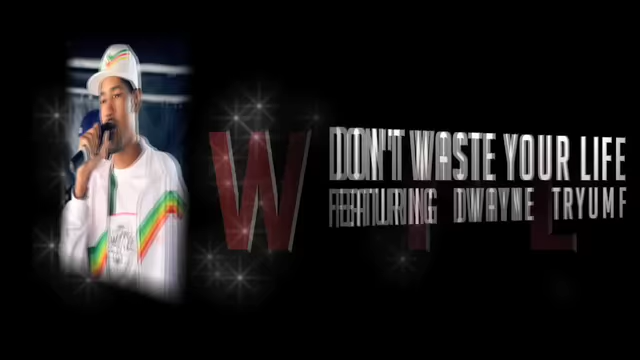 DON'T WASTE YOUR LIFE
FEATURING DWAYNE TRYUMF
W L